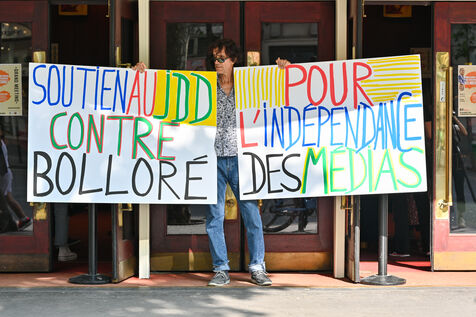 SOUTIEN AU JDD
CONTRE
BOLLORÉ
POUR
L'INDÉPENDANCE
DES MÉDIAS